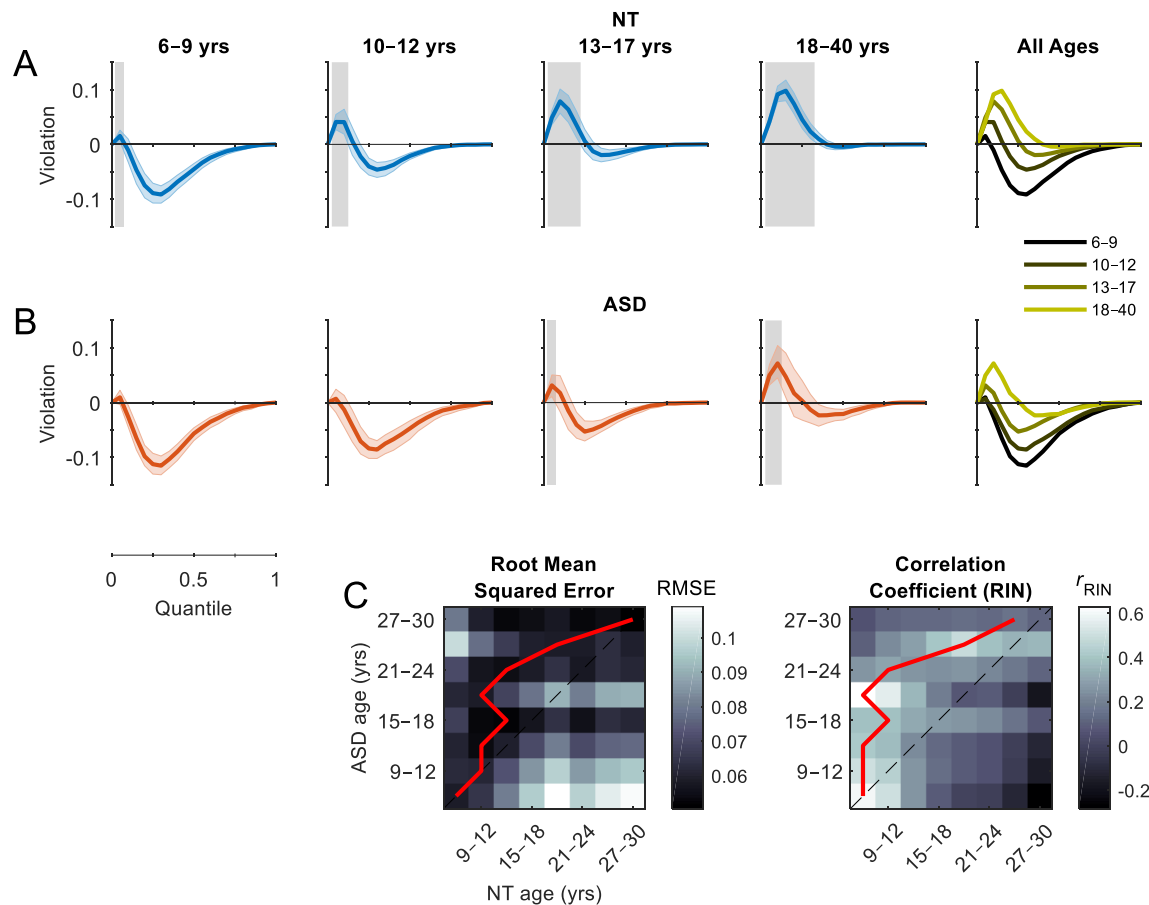 NT
6–9 yrs 10–12 yrs 13–17 yrs 18–40 yrs All Ages
A
0.1
0
-0.1
Violation
6–9
10–12
13–17
18–40
B
ASD
0.1
0
-0.1
Violation
0 0.5 1
Quantile
C
Root Mean
Squared Error
RMSE
27–30
21–24
15–18
9–12
ASD age (yrs)
9–12 15–18 21–24 27–30
NT age (yrs)
0.1
0.09
0.08
0.07
0.06
Correlation
Coefficient (RIN)
rRIN
27–30
21–24
15–18
9–12
9–12 15–18 21–24 27–30
0.6
0.4
0.2
0
-0.2